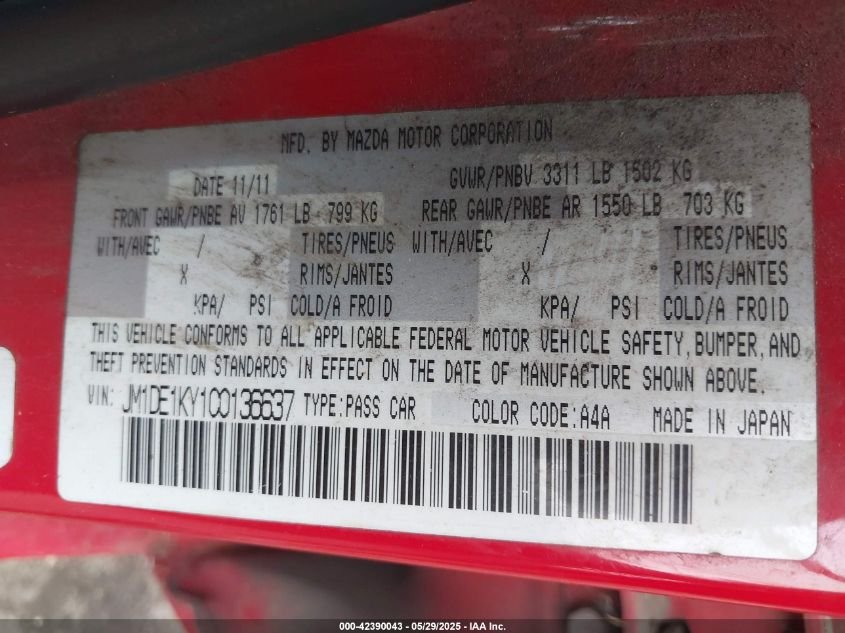 MFD. BY MAZDA MOTOR CORPORATION
DATE 11/11 GVWR/PNBV 3311 LB 1502 KG
FRONT GAWR/PNBE AV 1761 LB 799 KG REAR GAWR/PNBE AR 1550 LB 703 KG
WITH/AVEC / TIRES/PNEUS WITH/AVEC / TIRES/PNEUS
X RIMS/JANTES X RIMS/JANTES
KPA/ PSI COLD/A FROID KPA/ PSI COLD/A FROID
THIS VEHICLE CONFORMS TO ALL APPLICABLE FEDERAL MOTOR VEHICLE SAFETY, BUMPER, AND
THEFT PREVENTION STANDARDS IN EFFECT ON THE DATE OF MANUFACTURE SHOWN ABOVE.
VIN: JM1DE1KY1C0136637 TYPE:PASS CAR COLOR CODE:A4A MADE IN JAPAN
000-42390043 - 05/29/2025 - IAA Inc.